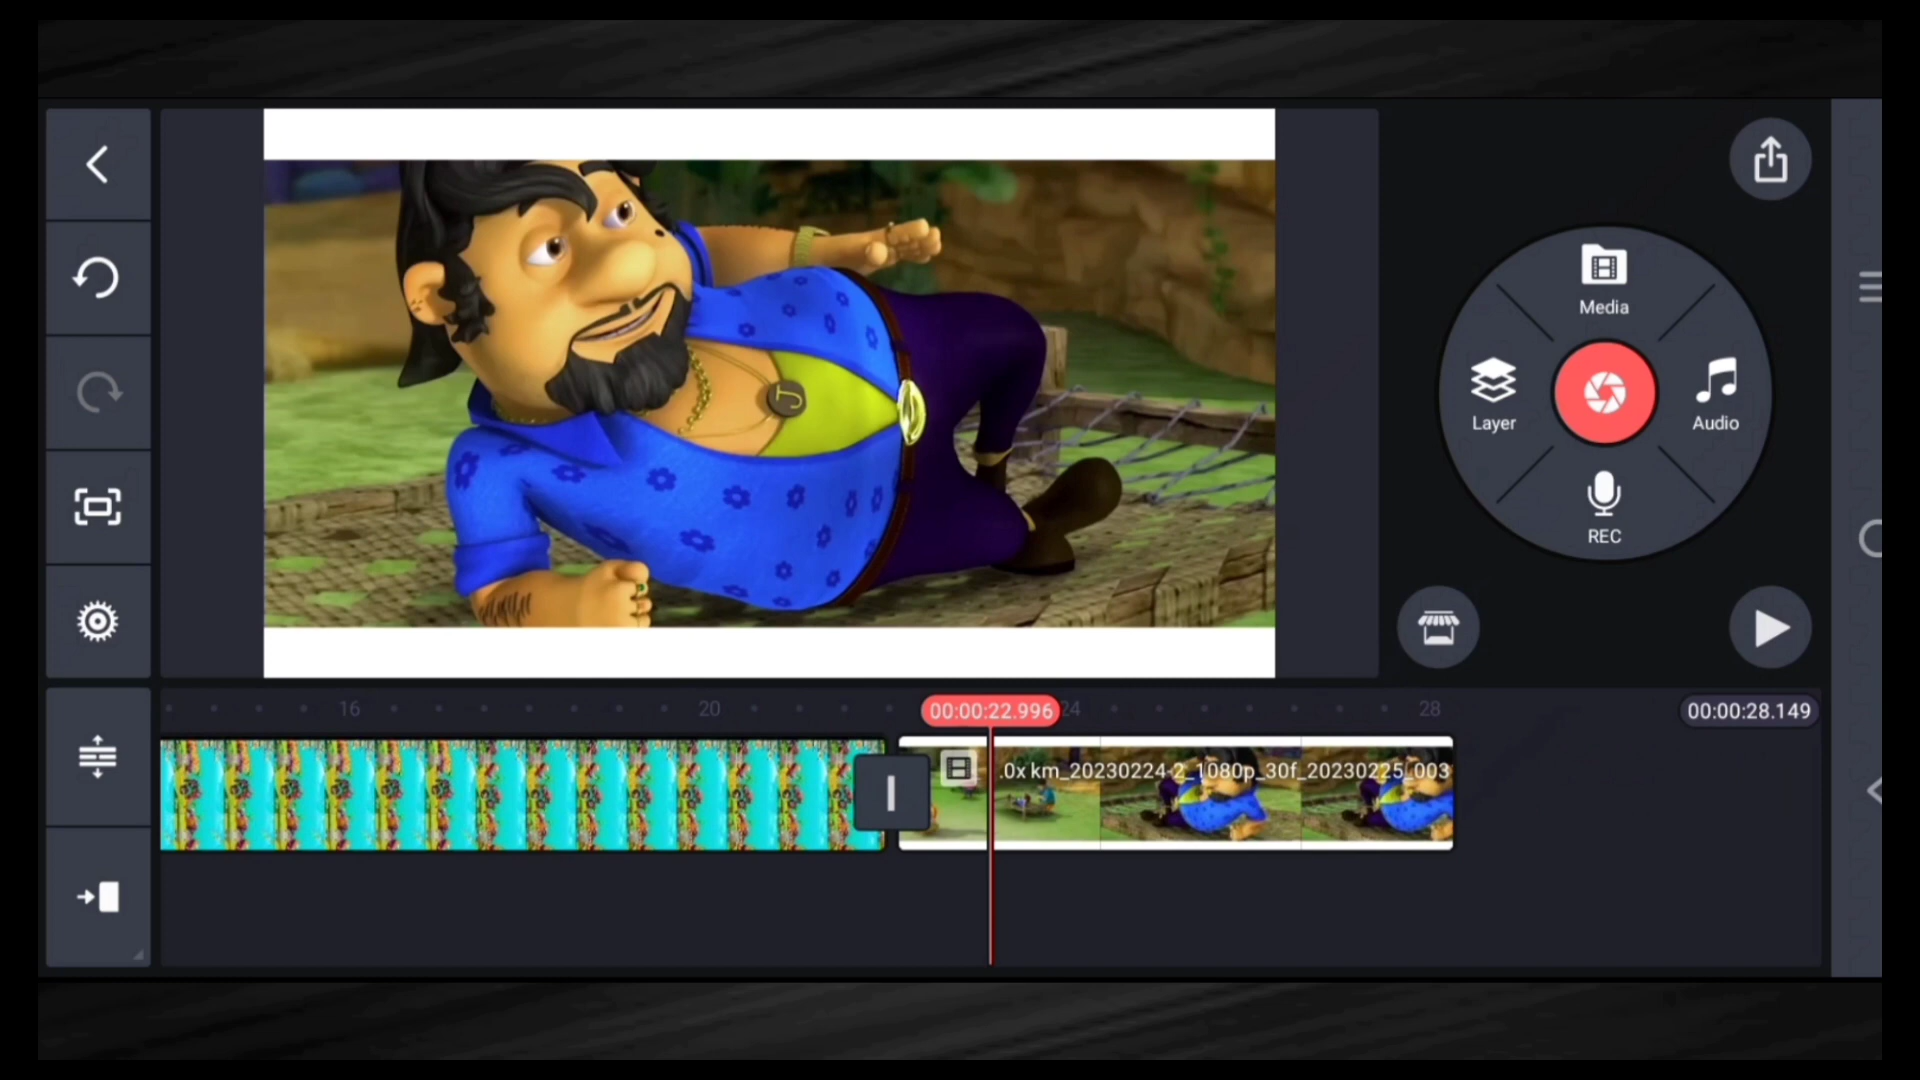 Media
Layer
Audio
REC
16
20
00:00:22.996
24
28
00:00:28.149
.0x km_20230224-2_1080p_30f_20230225_003